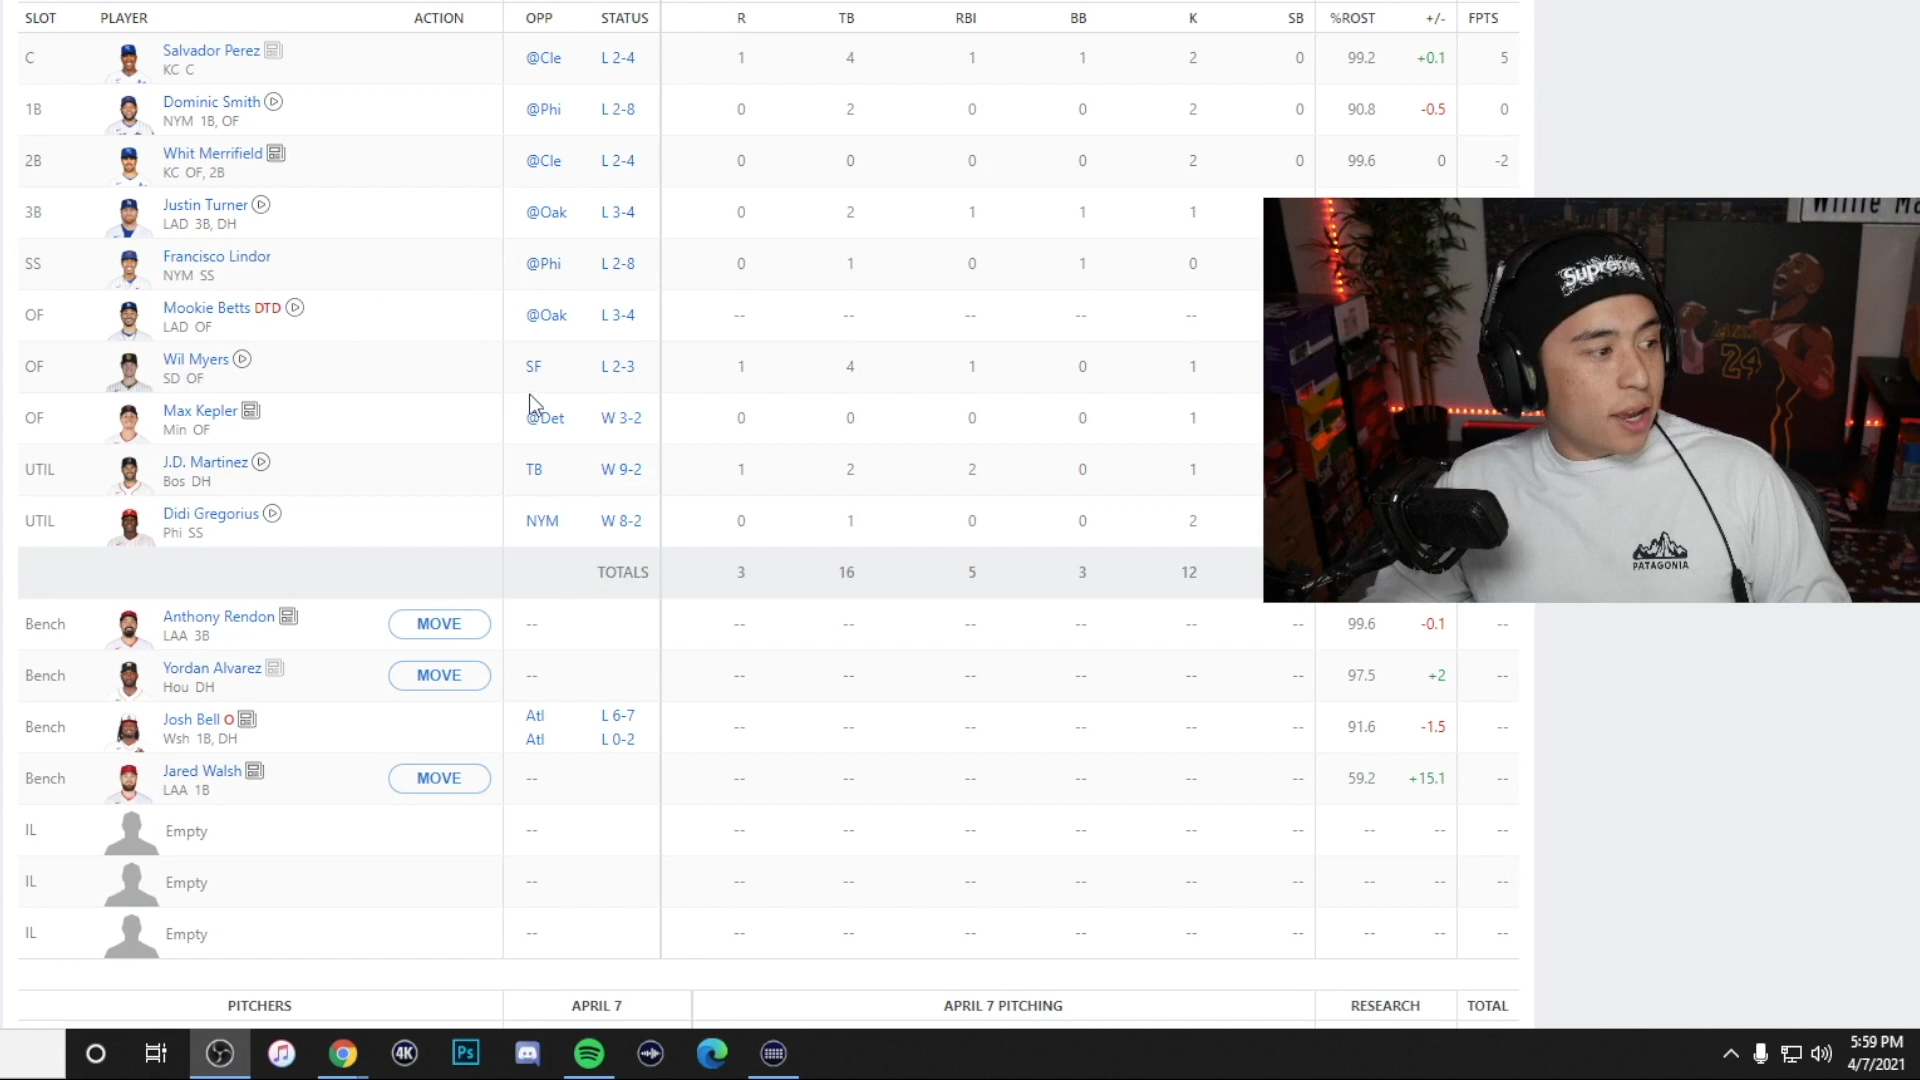 SLOT PLAYER ACTION OPP STATUS R TB RBI BB K SB %ROST +/- FPTS
C Salvador Perez KC C @Cle L 2-4 1 4 1 1 2 0 99.2 +0.1 5
1B Dominic Smith NYM 1B, OF @Phi L 2-8 0 2 0 0 2 0 90.8 -0.5 0
2B Whit Merrifield KC OF, 2B @Cle L 2-4 0 0 0 0 2 0 99.6 0 -2
3B Justin Turner LAD 3B, DH @Oak L 3-4 0 2 1 1 1
SS Francisco Lindor NYM SS @Phi L 2-8 0 1 0 1 0
OF Mookie Betts DTD LAD OF @Oak L 3-4 -- -- -- -- --
OF Wil Myers SD OF SF L 2-3 1 4 1 0 1
OF Max Kepler Min OF @Det W 3-2 0 0 0 0 1
UTIL J.D. Martinez Bos DH TB W 9-2 1 2 2 0 1
UTIL Didi Gregorius Phi SS NYM W 8-2 0 1 0 0 2
TOTALS 3 16 5 3 12
Bench Anthony Rendon LAA 3B MOVE -- -- -- -- -- -- -- 99.6 -0.1 --
Bench Yordan Alvarez Hou DH MOVE -- -- -- -- -- -- -- 97.5 +2 --
Bench Josh Bell O Wsh 1B, DH Atl L 6-7 Atl L 0-2 -- -- -- -- -- -- 91.6 -1.5 --
Bench Jared Walsh LAA 1B MOVE -- -- -- -- -- -- -- 59.2 +15.1 --
IL Empty -- -- -- -- -- -- -- -- -- --
IL Empty -- -- -- -- -- -- -- -- -- --
IL Empty -- -- -- -- -- -- -- -- -- --
PITCHERS APRIL 7 APRIL 7 PITCHING RESEARCH TOTAL
Willie
Supreme
24
PATAGONIA
4K Ps
5:59 PM
4/7/2021